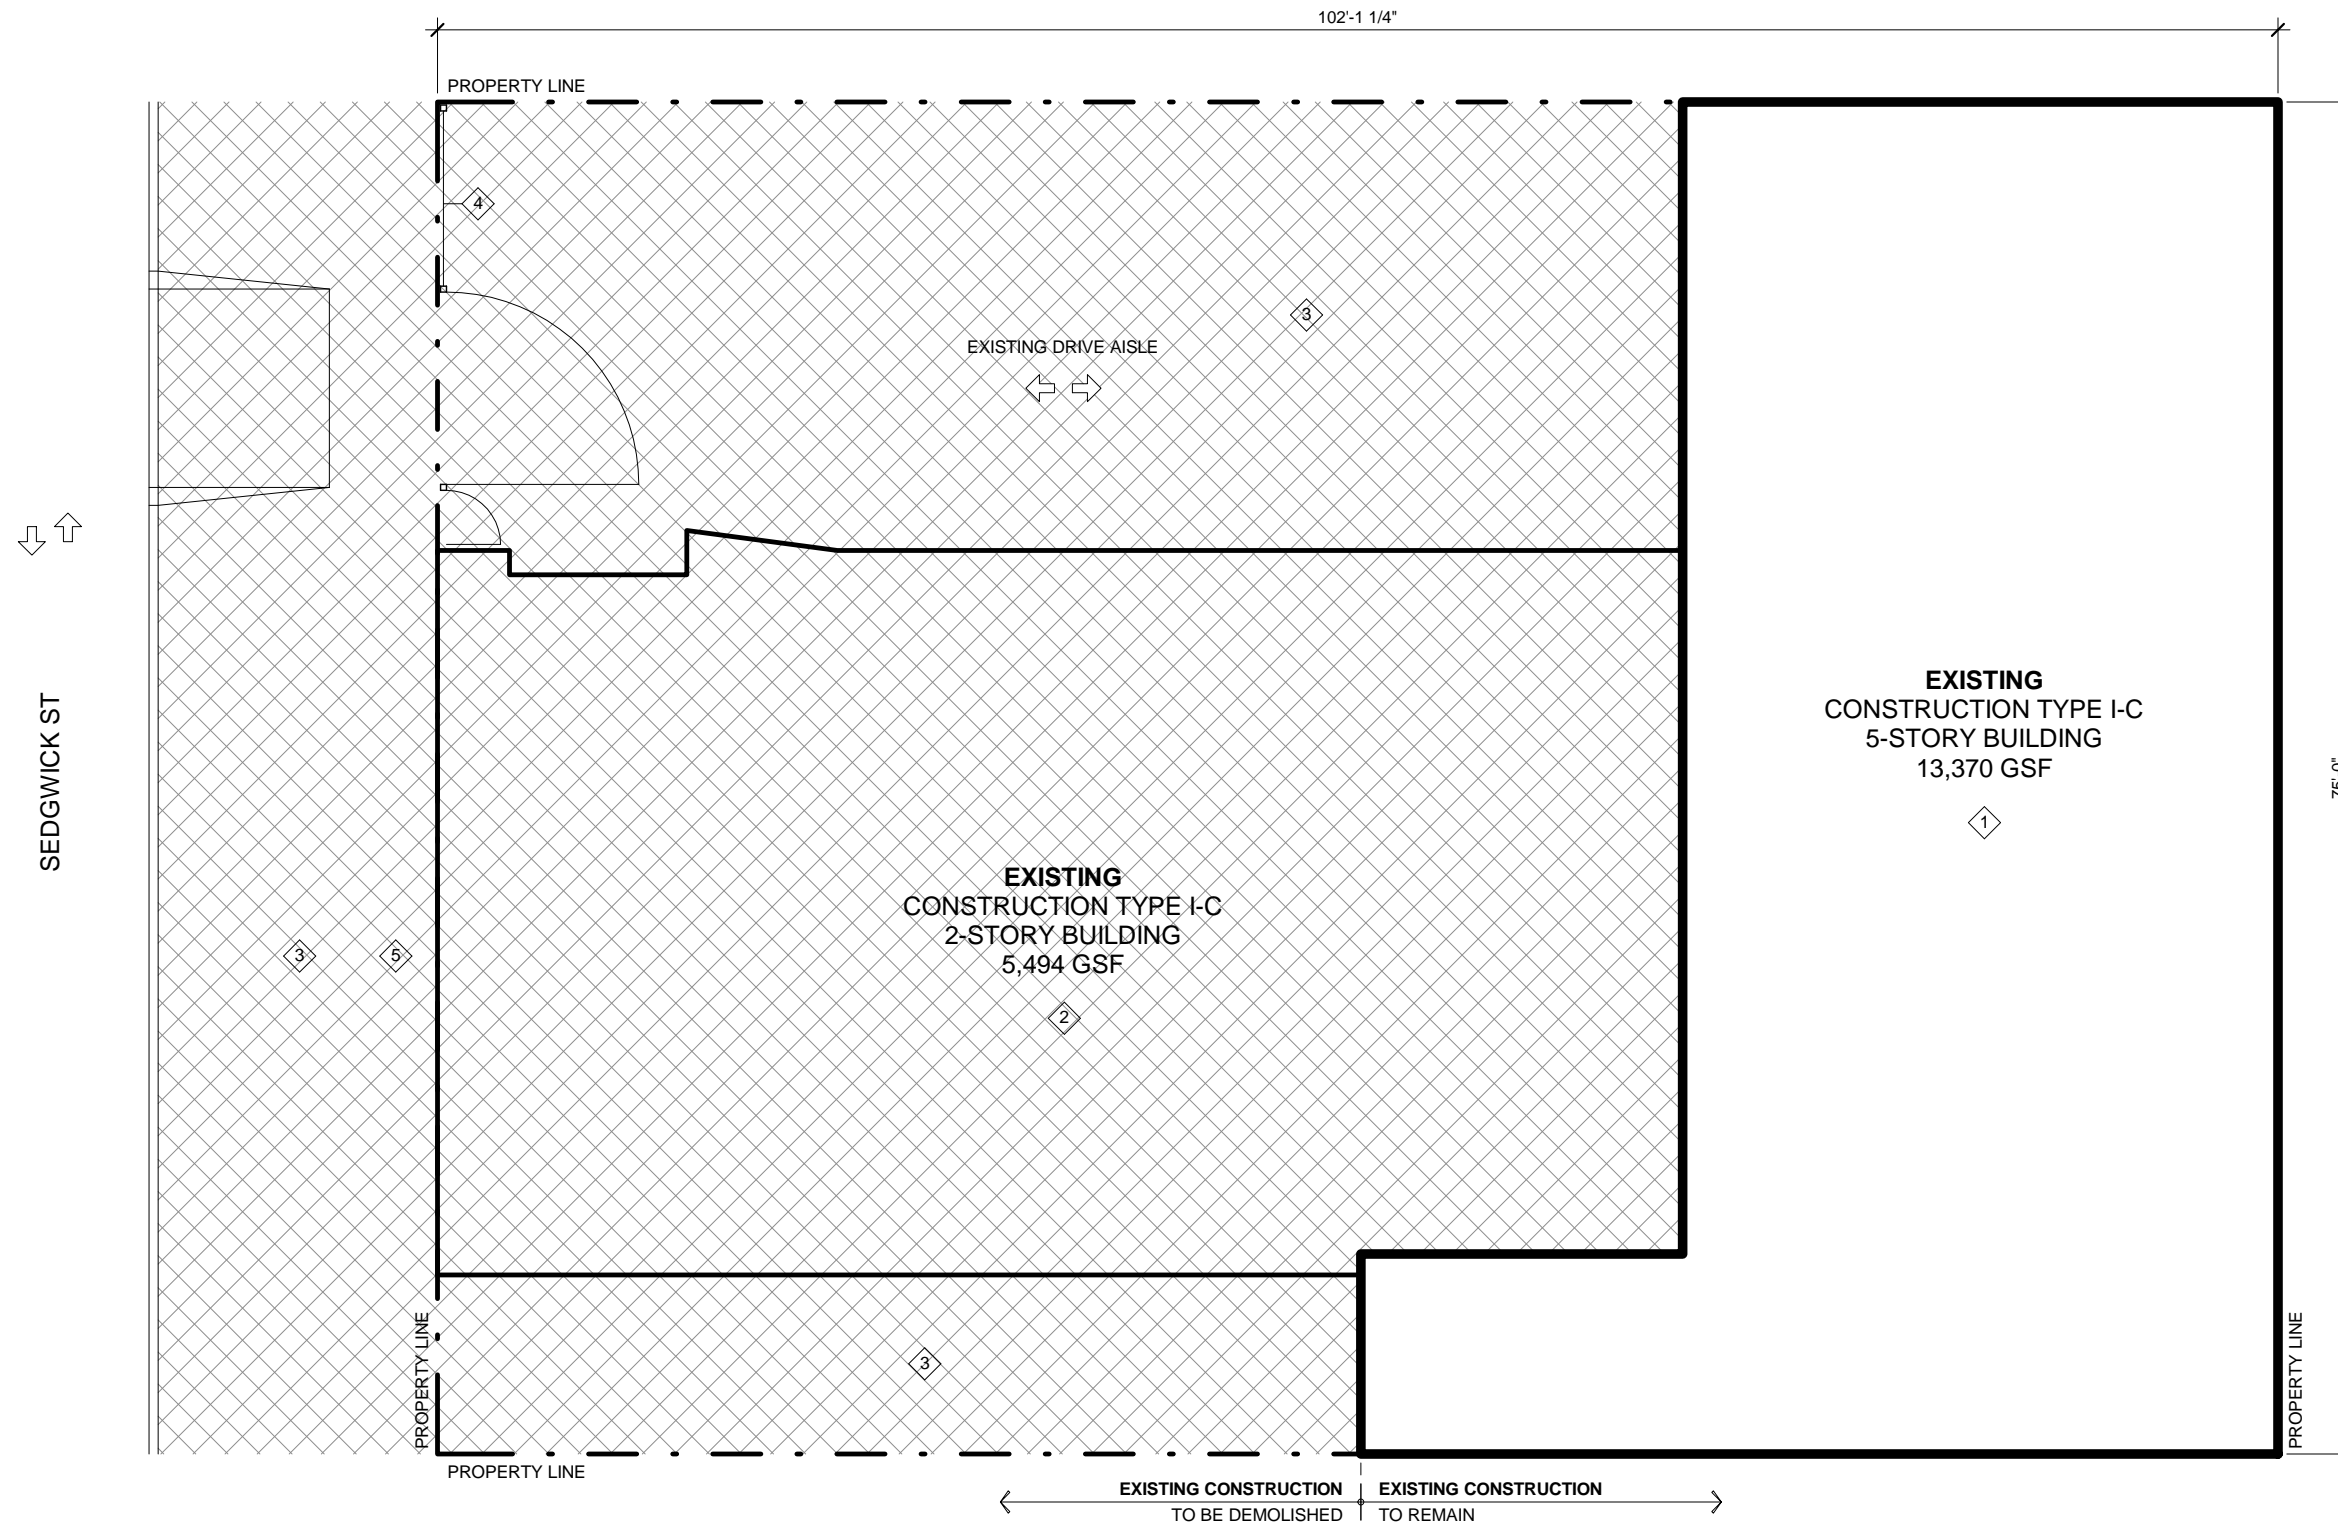 102'-1 1/4"
PROPERTY LINE
4
3
EXISTING DRIVE AISLE
SEDGWICK ST
EXISTING
CONSTRUCTION TYPE I-C
5-STORY BUILDING
13,370 GSF
1
75'-0"
EXISTING
CONSTRUCTION TYPE I-C
2-STORY BUILDING
5,494 GSF
2
3
5
3
PROPERTY LINE
PROPERTY LINE
PROPERTY LINE
EXISTING CONSTRUCTION
TO BE DEMOLISHED
EXISTING CONSTRUCTION
TO REMAIN